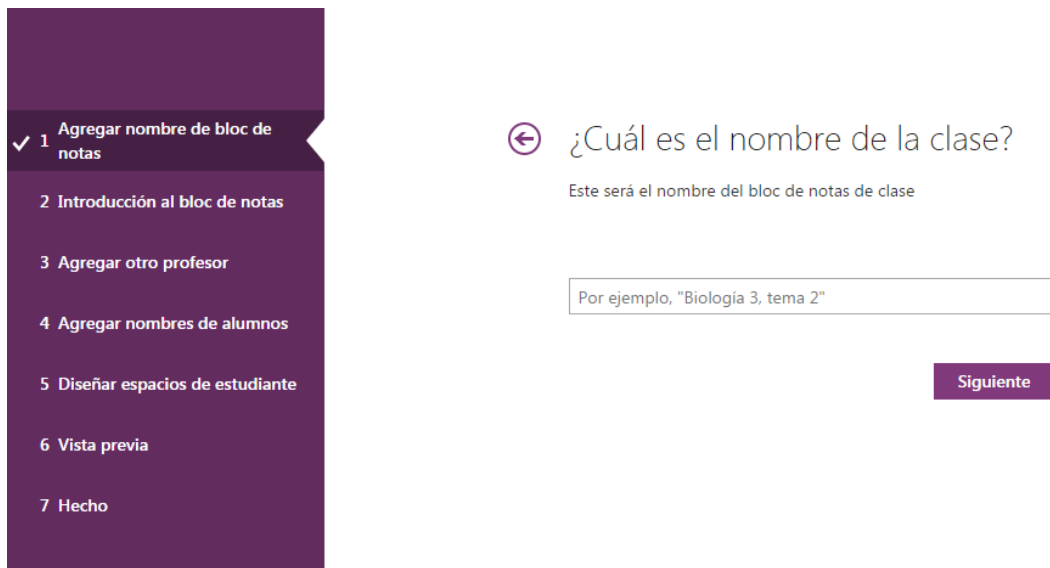 1 Agregar nombre de bloc de
notas
2 Introducción al bloc de notas
3 Agregar otro profesor
4 Agregar nombres de alumnos
5 Diseñar espacios de estudiante
6 Vista previa
7 Hecho
¿Cuál es el nombre de la clase?
Este será el nombre del bloc de notas de clase
Por ejemplo, "Biología 3, tema 2"
Siguiente